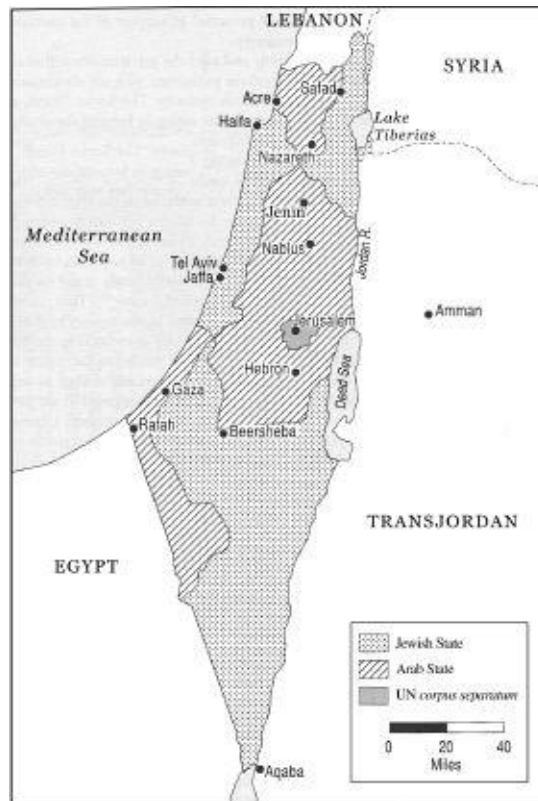 LEBANON
SYRIA
Safad
Acre
Haifa
Lake
Tiberias
Nazareth
Jenin
Mediterranean
Sea
Nablus
Jordan R.
Tel Aviv
Jaffa
Amman
Jerusalem
Hebron
Dead Sea
Gaza
Rafah
Beersheba
TRANSJORDAN
EGYPT
Jewish State
Arab State
UN corpus separatum
0 20 40
Miles
Aqaba